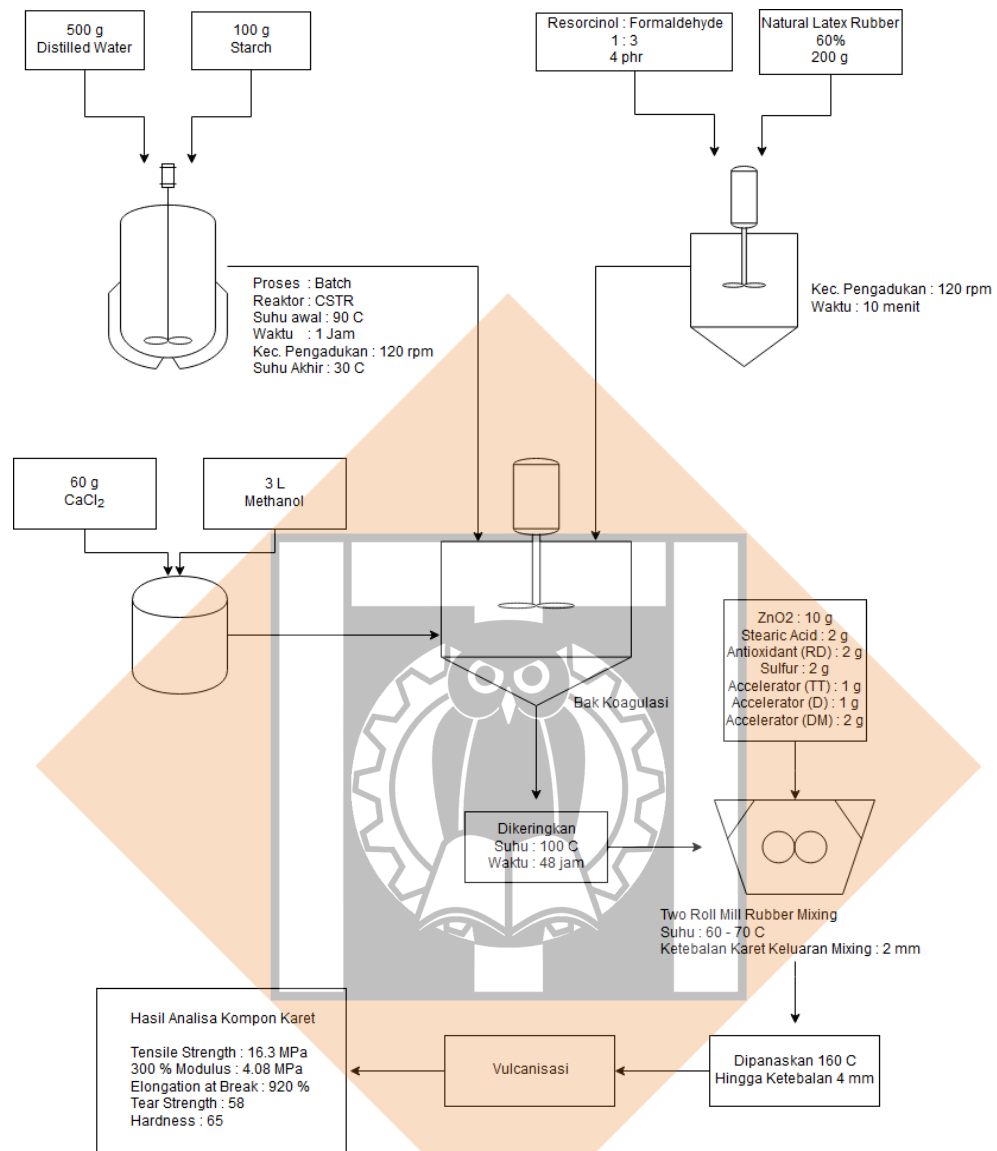 500 g
Distilled Water
100 g
Starch
Resorcinol : Formaldehyde
1 : 3
4 phr
Natural Latex Rubber
60%
200 g
Proses : Batch
Reaktor : CSTR
Suhu awal : 90 C
Waktu : 1 Jam
Kec. Pengadukan : 120 rpm
Suhu Akhir : 30 C
Kec. Pengadukan : 120 rpm
Waktu : 10 menit
60 g
CaCl₂
3 L
Methanol
Bak Koagulasi
ZnO2 : 10 g
Stearic Acid : 2 g
Antioxidant (RD) : 2 g
Sulfur : 2 g
Accelerator (TT) : 1 g
Accelerator (D) : 1 g
Accelerator (DM) : 2 g
Dikeringkan
Suhu : 100 C
Waktu : 48 jam
Two Roll Mill Rubber Mixing
Suhu : 60 - 70 C
Ketebalan Karet Keluaran Mixing : 2 mm
Dipanaskan 160 C
Hingga Ketebalan 4 mm
Vulcanisasi
Hasil Analisa Kompon Karet
Tensile Strength : 16.3 MPa
300 % Modulus : 4.08 MPa
Elongation at Break : 920 %
Tear Strength : 58
Hardness : 65